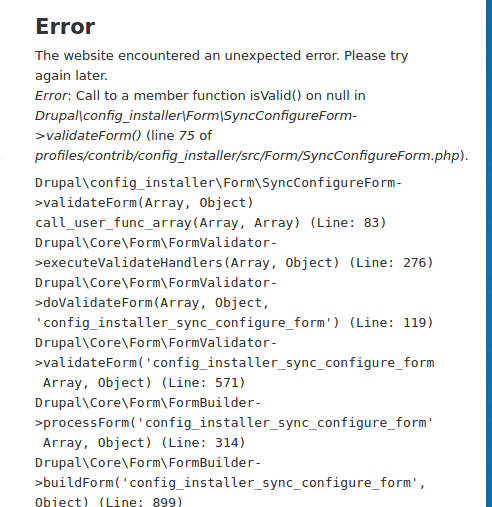 Error
The website encountered an unexpected error. Please try
again later.
Error: Call to a member function isValid() on null in
Drupal\config_installer\Form\SyncConfigureForm-
>validateForm() (line 75 of
profiles/contrib/config_installer/src/Form/SyncConfigureForm.php).
Drupal\config_installer\Form\SyncConfigureForm-
>validateForm(Array, Object)
call_user_func_array(Array, Array) (Line: 83)
Drupal\Core\Form\FormValidator-
>executeValidateHandlers(Array, Object) (Line: 276)
Drupal\Core\Form\FormValidator-
>doValidateForm(Array, Object,
'config_installer_sync_configure_form') (Line: 119)
Drupal\Core\Form\FormValidator-
>validateForm('config_installer_sync_configure_form
Array, Object) (Line: 571)
Drupal\Core\Form\FormBuilder-
>processForm('config_installer_sync_configure_form'
Array, Object) (Line: 314)
Drupal\Core\Form\FormBuilder-
>buildForm('config_installer_sync_configure_form',
Object) (Line: 899)